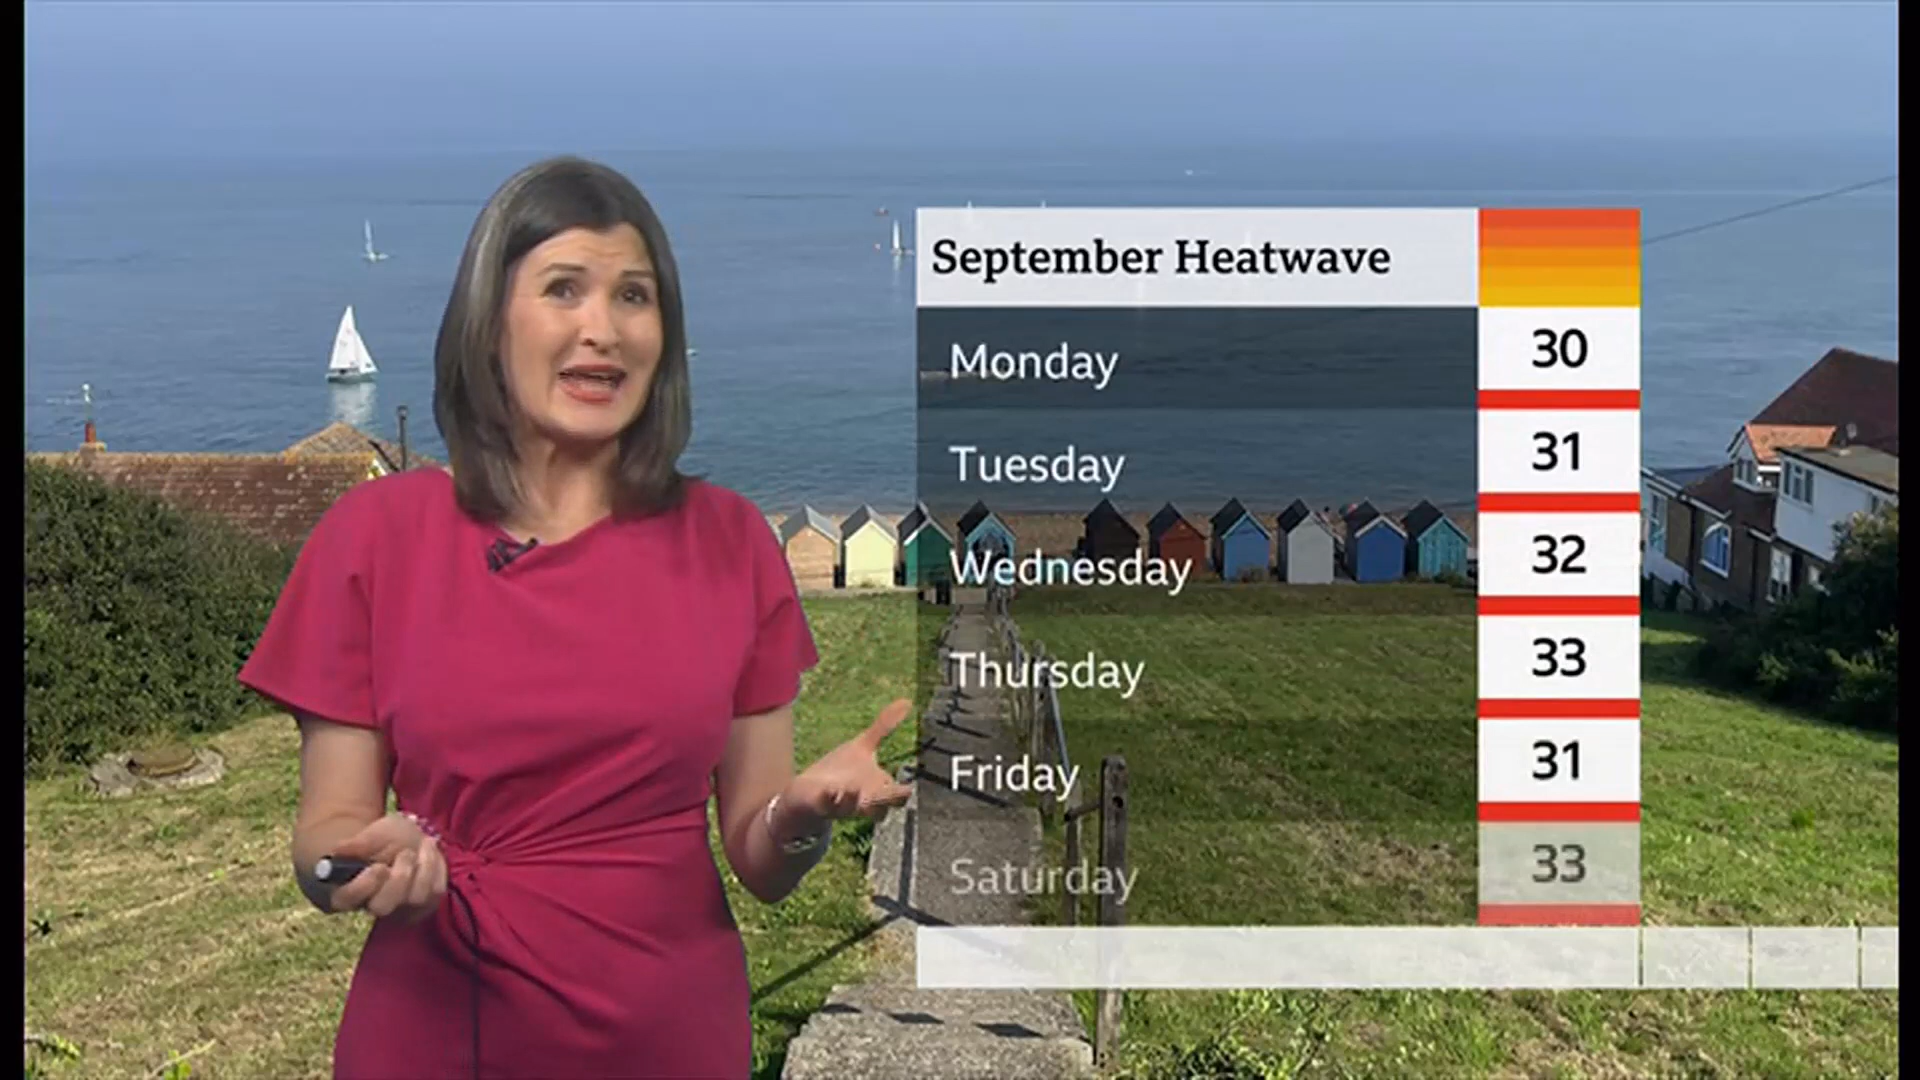 September Heatwave
Monday 30
Tuesday 31
Wednesday 32
Thursday 33
Friday 31
Saturday 33